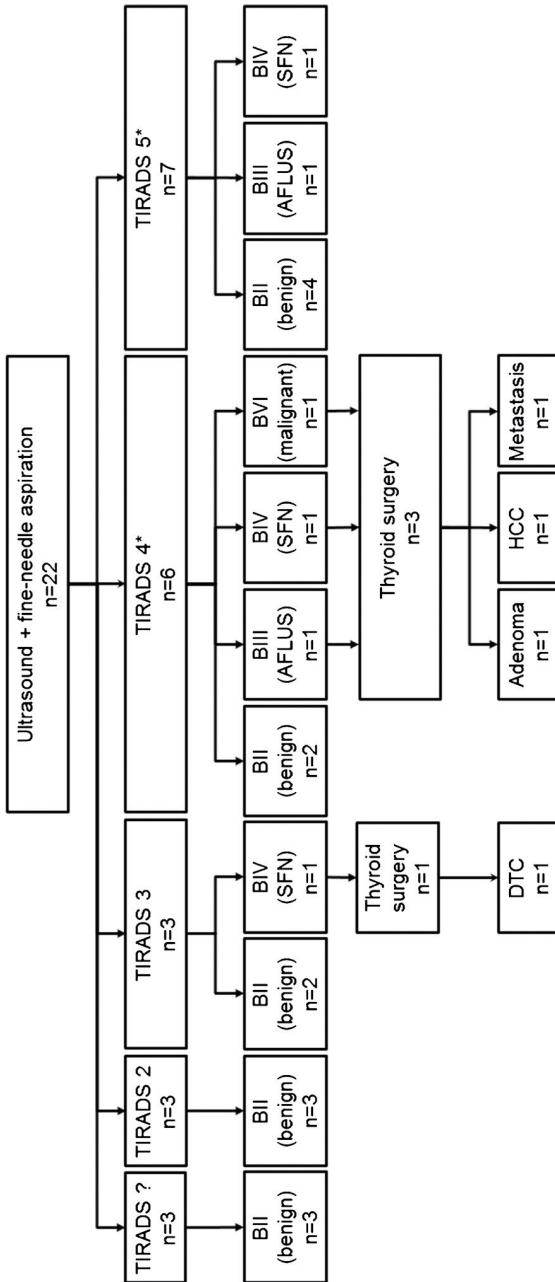 Ultrasound + fine-needle aspiration
n=22
TIRADS ?
n=3
TIRADS 2
n=3
TIRADS 3
n=3
TIRADS 4*
n=6
TIRADS 5*
n=7
BII
(benign)
n=3
BII
(benign)
n=3
BII
(benign)
n=2
BIV
(SFN)
n=1
BII
(benign)
n=2
BIII
(AFLUS)
n=1
BIV
(SFN)
n=1
BVI
(malignant)
n=1
BII
(benign)
n=4
BIII
(AFLUS)
n=1
BIV
(SFN)
n=1
Thyroid
surgery
n=1
Thyroid surgery
n=3
DTC
n=1
Adenoma
n=1
HCC
n=1
Metastasis
n=1